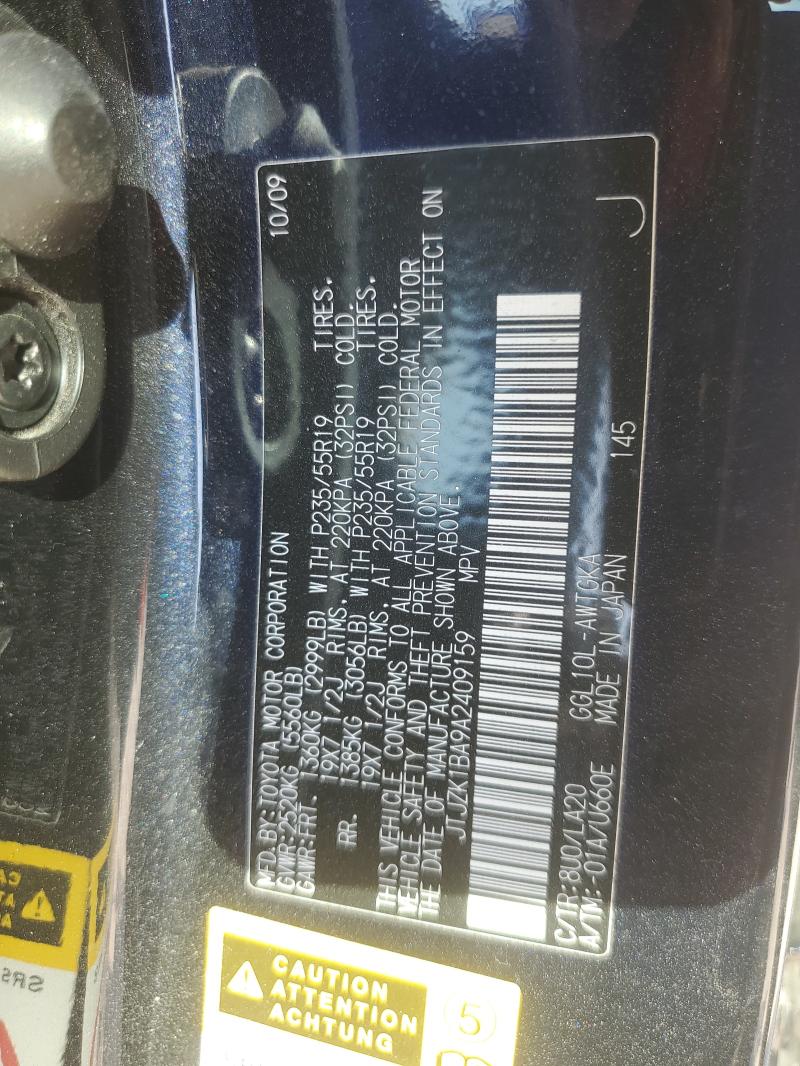 MFD. BY: TOYOTA MOTOR CORPORATION 10/09
GVWR: 2520KG (5560LB)
GAWR: FRT. 1360KG (2999LB) WITH P235/55R19 TIRES,
19X7 1/2J RIMS, AT 220KPA (32PSI) COLD.
RR. 1385KG (3056LB) WITH P235/55R19 TIRES,
19X7 1/2J RIMS, AT 220KPA (32PSI) COLD.
THIS VEHICLE CONFORMS TO ALL APPLICABLE FEDERAL MOTOR
VEHICLE SAFETY AND THEFT PREVENTION STANDARDS IN EFFECT ON
THE DATE OF MANUFACTURE SHOWN ABOVE.
JTJZK1BA9A2409159 MPV
C/TR: 8U0/LA20 GGL10L-AWTGKA
A/TM: -01A/U660E MADE IN JAPAN 145 J
CAUTION
ATTENTION
ACHTUNG
5
SRS